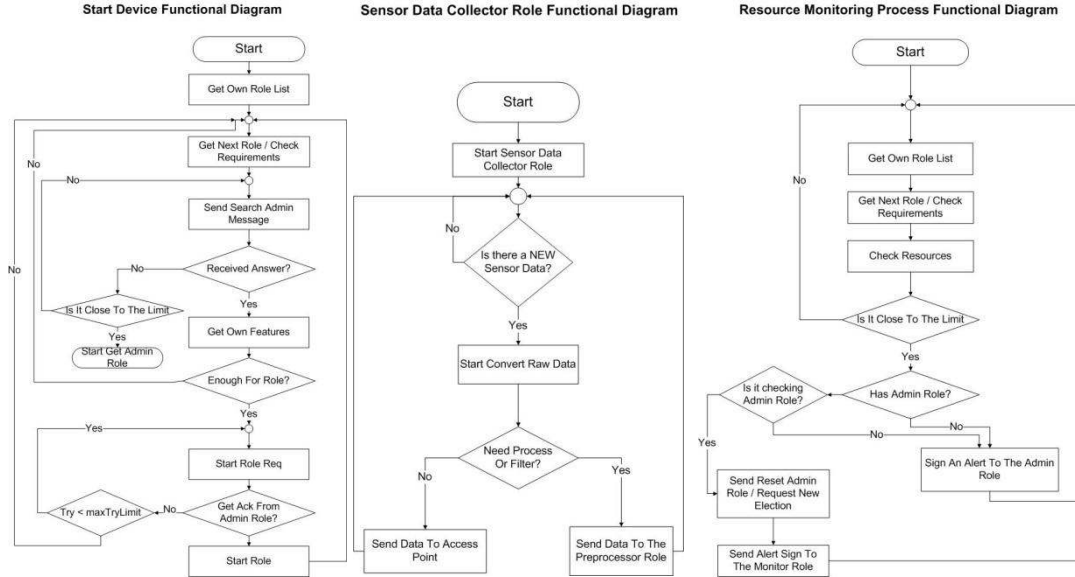 Start Device Functional Diagram
Start
Get Own Role List
Get Next Role / Check
Requirements
No
No
Send Search Admin
Message
No
No
Received Answer?
Yes
Is It Close To The Limit
Get Own Features
Yes
Start Get Admin
Role
Enough For Role?
Yes
Yes
Start Role Req
Try < maxTryLimit
No
Get Ack From
Admin Role?
Start Role
Sensor Data Collector Role Functional Diagram
Start
Start Sensor Data
Collector Role
No
Is there a NEW
Sensor Data?
Yes
Start Convert Raw Data
Need Process
Or Filter?
No
Yes
Send Data To Access
Point
Send Data To The
Preprocessor Role
Resource Monitoring Process Functional Diagram
Start
Get Own Role List
No
Get Next Role / Check
Requirements
Check Resources
Is It Close To The Limit
Yes
Is it checking
Admin Role?
Has Admin Role?
No
No
Yes
Sign An Alert To The Admin
Role
Send Reset Admin
Role / Request New
Election
Send Alert Sign To
The Monitor Role